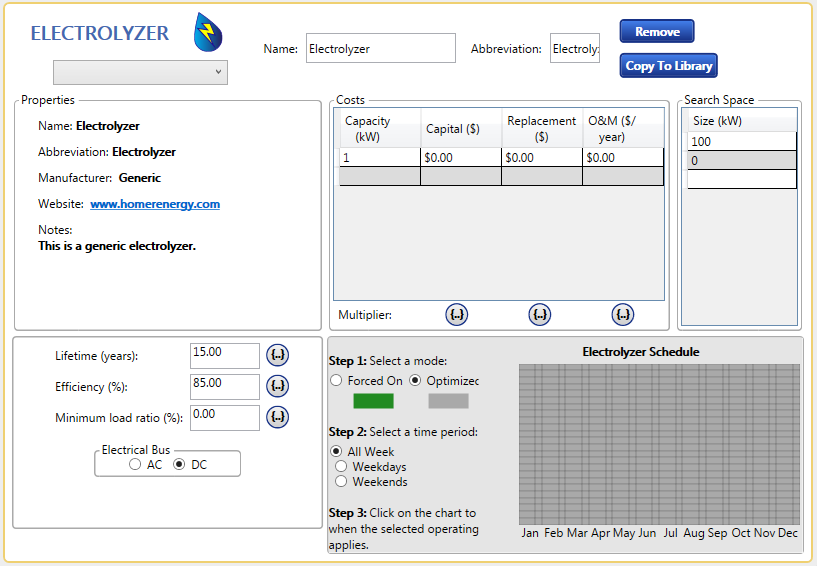 ELECTROLYZER
Name: Electrolyzer
Abbreviation: Electroly:
Remove
Copy To Library
Properties
Name: Electrolyzer
Abbreviation: Electrolyzer
Manufacturer: Generic
Website: www.homerenergy.com
Notes:
This is a generic electrolyzer.
Costs
Capacity (kW) Capital ($) Replacement ($) O&M ($/year)
1 $0.00 $0.00 $0.00
Multiplier: {..} {..} {..}
Search Space
Size (kW)
100
0
Lifetime (years): 15.00 {..}
Efficiency (%): 85.00 {..}
Minimum load ratio (%): 0.00 {..}
Electrical Bus
AC DC
Step 1: Select a mode:
Forced On Optimized
Step 2: Select a time period:
All Week
Weekdays
Weekends
Step 3: Click on the chart to
when the selected operating
applies.
Electrolyzer Schedule
Jan Feb Mar Apr May Jun Jul Aug Sep Oct Nov Dec